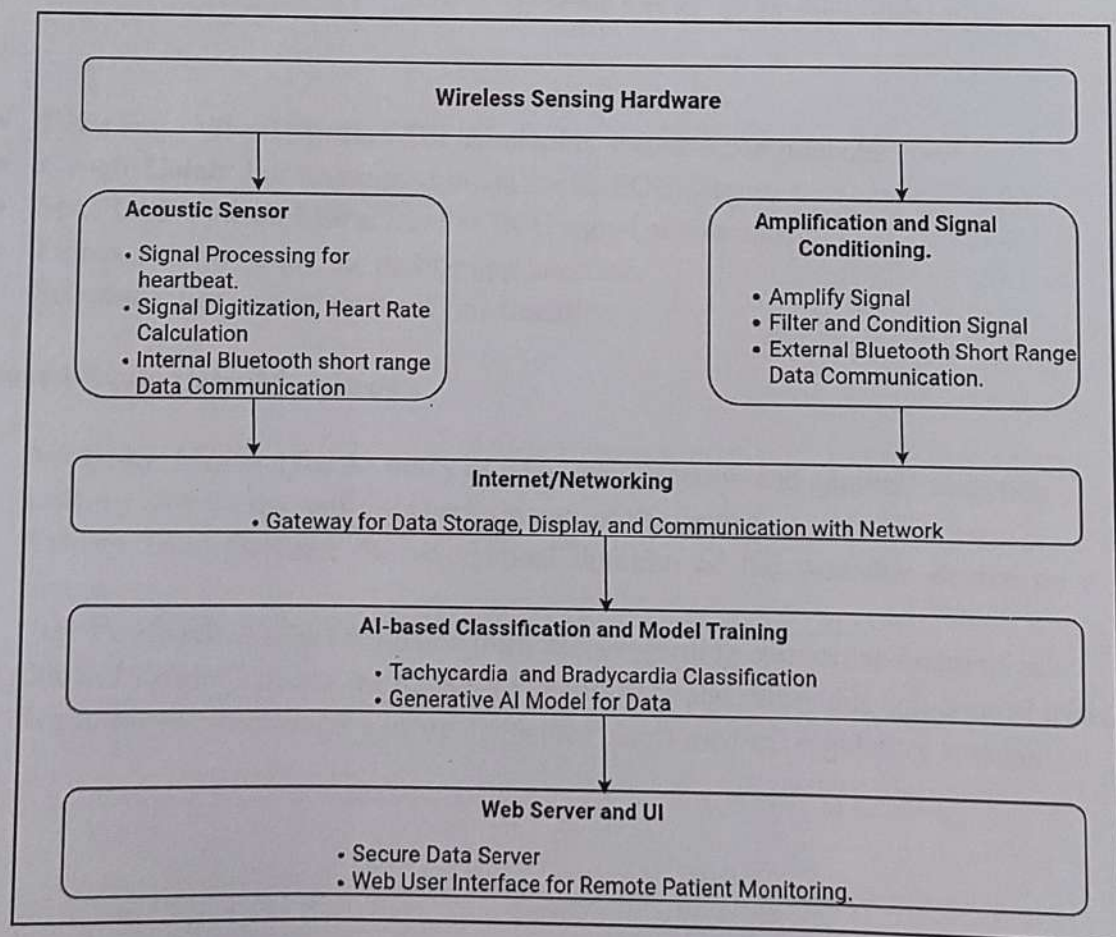 Wireless Sensing Hardware
Acoustic Sensor
• Signal Processing for
heartbeat.
• Signal Digitization, Heart Rate
Calculation
• Internal Bluetooth short range
Data Communication
Amplification and Signal
Conditioning.
• Amplify Signal
• Filter and Condition Signal
• External Bluetooth Short Range
Data Communication.
Internet/Networking
• Gateway for Data Storage, Display, and Communication with Network
AI-based Classification and Model Training
• Tachycardia and Bradycardia Classification
• Generative AI Model for Data
Web Server and UI
• Secure Data Server
• Web User Interface for Remote Patient Monitoring.